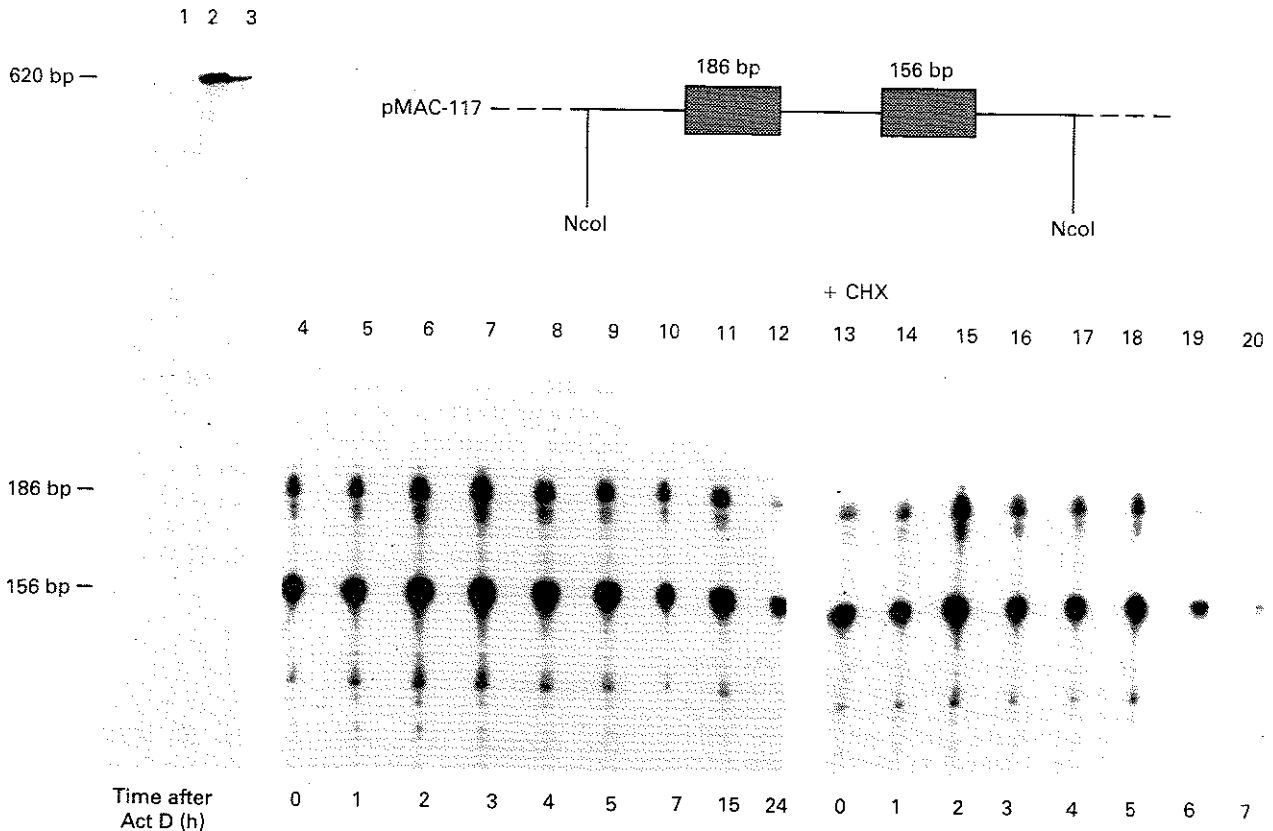 1 2 3
620 bp —
186 bp 156 bp
pMAC-117
NcoI NcoI
+ CHX
4 5 6 7 8 9 10 11 12 13 14 15 16 17 18 19 20
186 bp —
156 bp —
Time after
Act D (h)
0 1 2 3 4 5 7 15 24 0 1 2 3 4 5 6 7